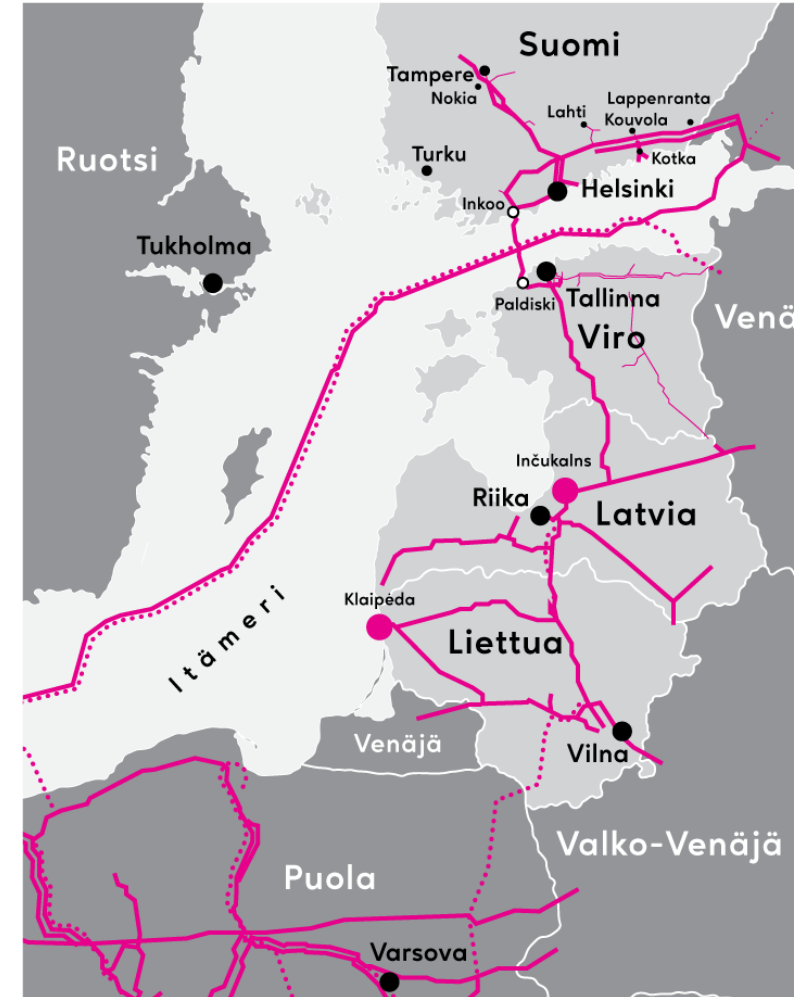 Suomi
Tampere
Nokia
Lappenranta
Lahti
Kouvola
Ruotsi
Turku
Kotka
Helsinki
Inkoo
Tukholma
Paldiski
Tallinna
Venä
Viro
Inčukalns
Riika
Latvia
Klaipėda
Itämeri
Liettua
Venäjä
Vilna
Valko-Venäjä
Puola
Varsova